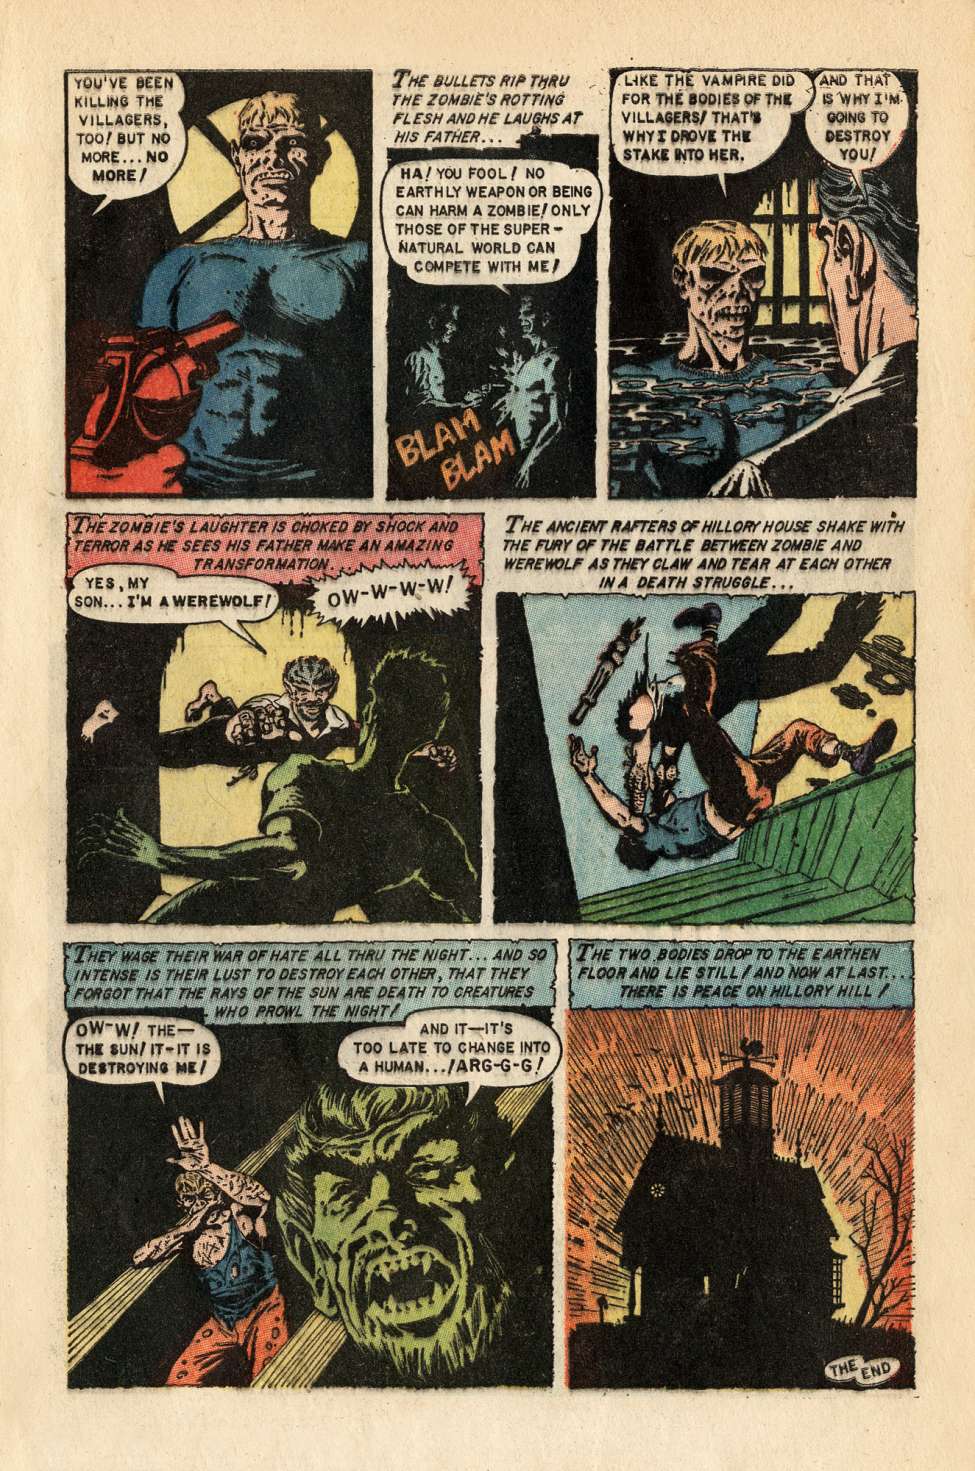 YOU'VE BEEN
KILLING THE
VILLAGERS,
TOO! BUT NO
MORE... NO
MORE!
THE BULLETS RIP THRU
THE ZOMBIE'S ROTTING
FLESH AND HE LAUGHS AT
HIS FATHER...
HA! YOU FOOL! NO
EARTHLY WEAPON OR BEING
CAN HARM A ZOMBIE! ONLY
THOSE OF THE SUPER-
NATURAL WORLD CAN
COMPETE WITH ME!
BLAM
BLAM
LIKE THE VAMPIRE DID
FOR THE BODIES OF THE
VILLAGERS! THAT'S
WHY I DROVE THE
STAKE INTO HER.
AND THAT
IS WHY I'M
GOING TO
DESTROY
YOU!
THE ZOMBIE'S LAUGHTER IS CHOKED BY SHOCK AND
TERROR AS HE SEES HIS FATHER MAKE AN AMAZING
TRANSFORMATION...
YES, MY
SON... I'M A WEREWOLF!
OW-W-W-W!
THE ANCIENT RAFTERS OF HILLORY HOUSE SHAKE WITH
THE FURY OF THE BATTLE BETWEEN ZOMBIE AND
WEREWOLF AS THEY CLAW AND TEAR AT EACH OTHER
IN A DEATH STRUGGLE...
THEY WAGE THEIR WAR OF HATE ALL THRU THE NIGHT... AND SO
INTENSE IS THEIR LUST TO DESTROY EACH OTHER, THAT THEY
FORGOT THAT THE RAYS OF THE SUN ARE DEATH TO CREATURES
WHO PROWL THE NIGHT!
OW-W! THE—
THE SUN! IT-IT IS
DESTROYING ME!
AND IT—IT'S
TOO LATE TO CHANGE INTO
A HUMAN...! ARG-G-G!
THE TWO BODIES DROP TO THE EARTHEN
FLOOR AND LIE STILL! AND NOW AT LAST...
THERE IS PEACE ON HILLORY HILL!
THE
END